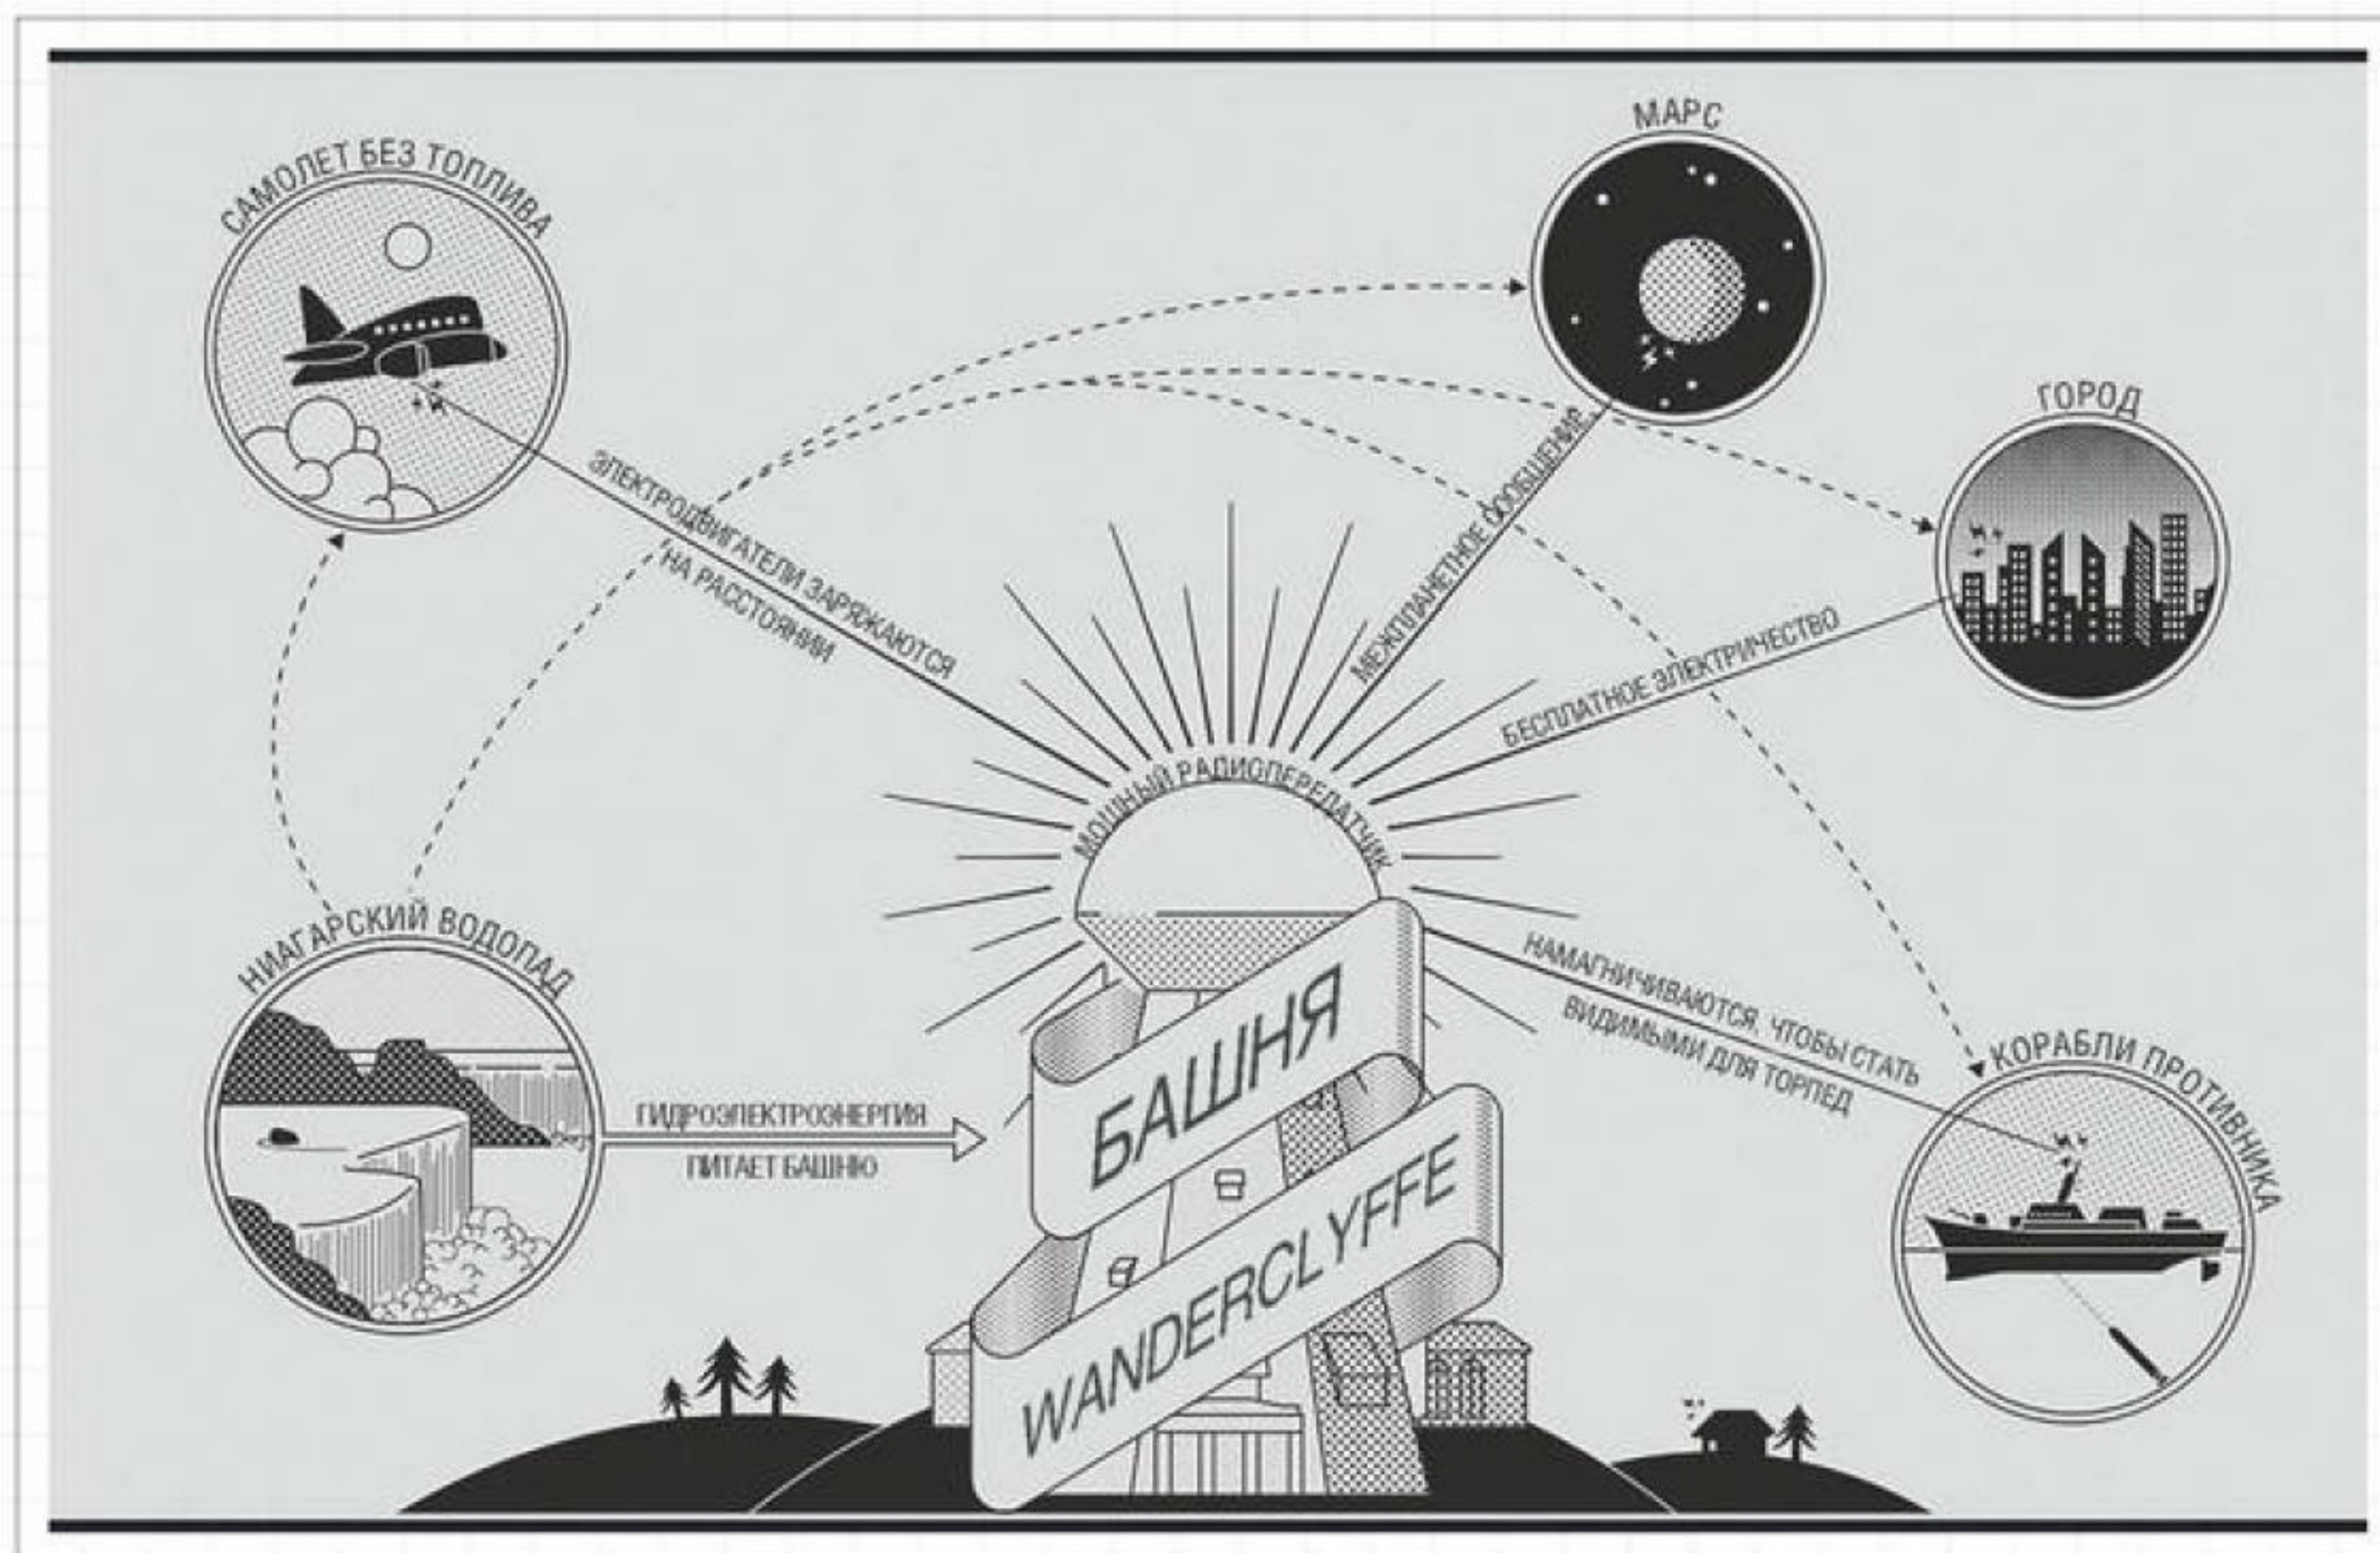 МАРС
САМОЛЕТ БЕЗ ТОПЛИВА
ГОРОД
ЭЛЕКТРОДВИГАТЕЛИ ЗАРЯЖАЮТСЯ
НА РАССТОЯНИИ
МЕЖПЛАНЕТНОЕ СООБЩЕНИЕ
БЕСПЛАТНОЕ ЭЛЕКТРИЧЕСТВО
МОЩНЫЙ РАДИОПЕРЕДАТЧИК
НИАГАРСКИЙ ВОДОПАД
НАМАГНИЧИВАЮТСЯ, ЧТОБЫ СТАТЬ
ВИДИМЫМИ ДЛЯ ТОРПЕД
КОРАБЛИ ПРОТИВНИКА
ГИДРОЭЛЕКТРОЭНЕРГИЯ
ПИТАЕТ БАШНЮ
БАШНЯ
WANDERCLYFFE